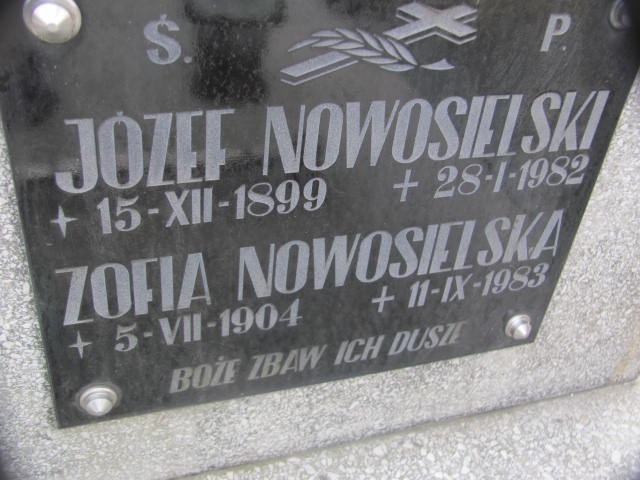 Ś. P.
JÓZEF NOWOSIELSKI
+ 15-XII-1899 + 28-I-1982
ZOFIA NOWOSIELSKA
+ 5-VII-1904 + 11-IX-1983
BOŻE ZBAW ICH DUSZE